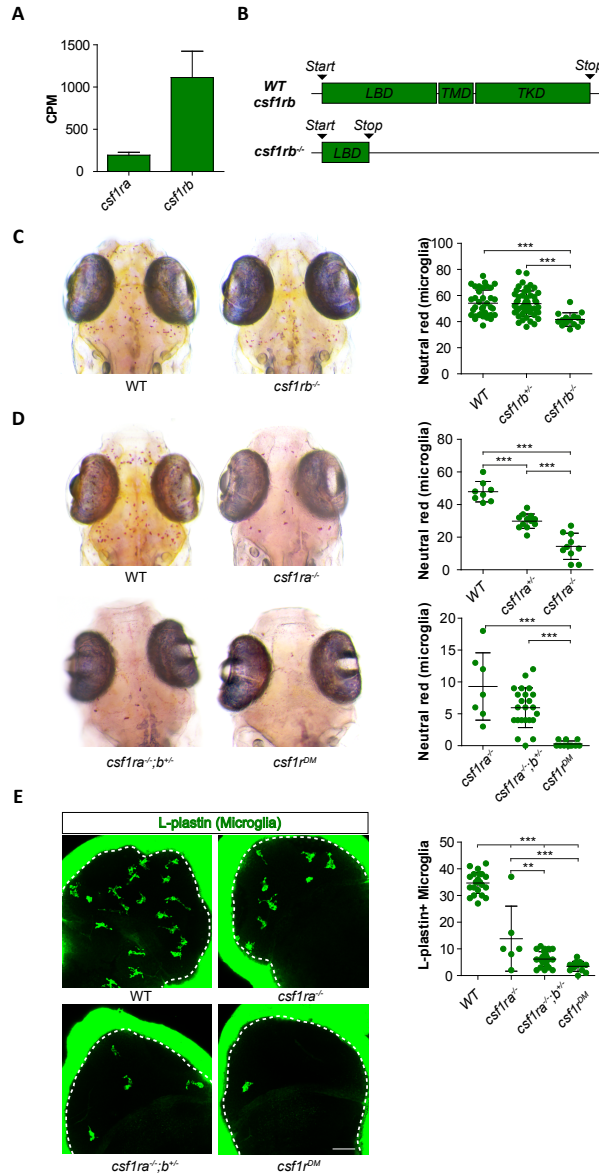 A
1500
1000
500
0
CPM
csf1ra
csf1rb
B
Start
Stop
WT
csf1rb
LBD
TMD
TKD
Start
Stop
csf1rb-/-
LBD
C
WT
csf1rb-/-
Neutral red (microglia)
100
80
60
40
20
0
***
***
WT
csf1rb+/-
csf1rb-/-
D
WT
csf1ra-/-
Neutral red (microglia)
60
40
20
0
***
***
***
WT
csf1ra+/-
csf1ra-/-
csf1ra-/-;b+/-
csf1rDM
Neutral red (microglia)
20
15
10
5
0
***
***
csf1ra-/-
csf1ra-/-;b+/-
csf1rDM
E
L-plastin (Microglia)
WT
csf1ra-/-
csf1ra-/-;b+/-
csf1rDM
L-plastin+ Microglia
50
40
30
20
10
0
***
***
**
WT
csf1ra-/-
csf1ra-/-;b+/-
csf1rDM